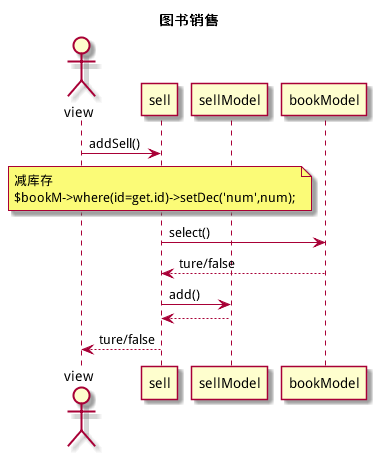 图书销售
view
sell
sellModel
bookModel
addSell()
减库存
$bookM->where(id=get.id)->setDec('num',num);
select()
ture/false
add()
ture/false
view
sell
sellModel
bookModel